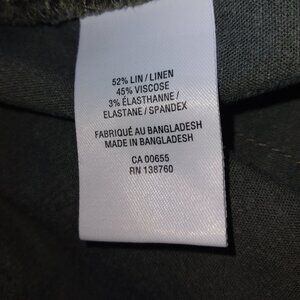 52% LIN / LINEN
45% VISCOSE
3% ÉLASTHANNE /
ELASTANE / SPANDEX
FABRIQUÉ AU BANGLADESH
MADE IN BANGLADESH
CA 00655
RN 138760